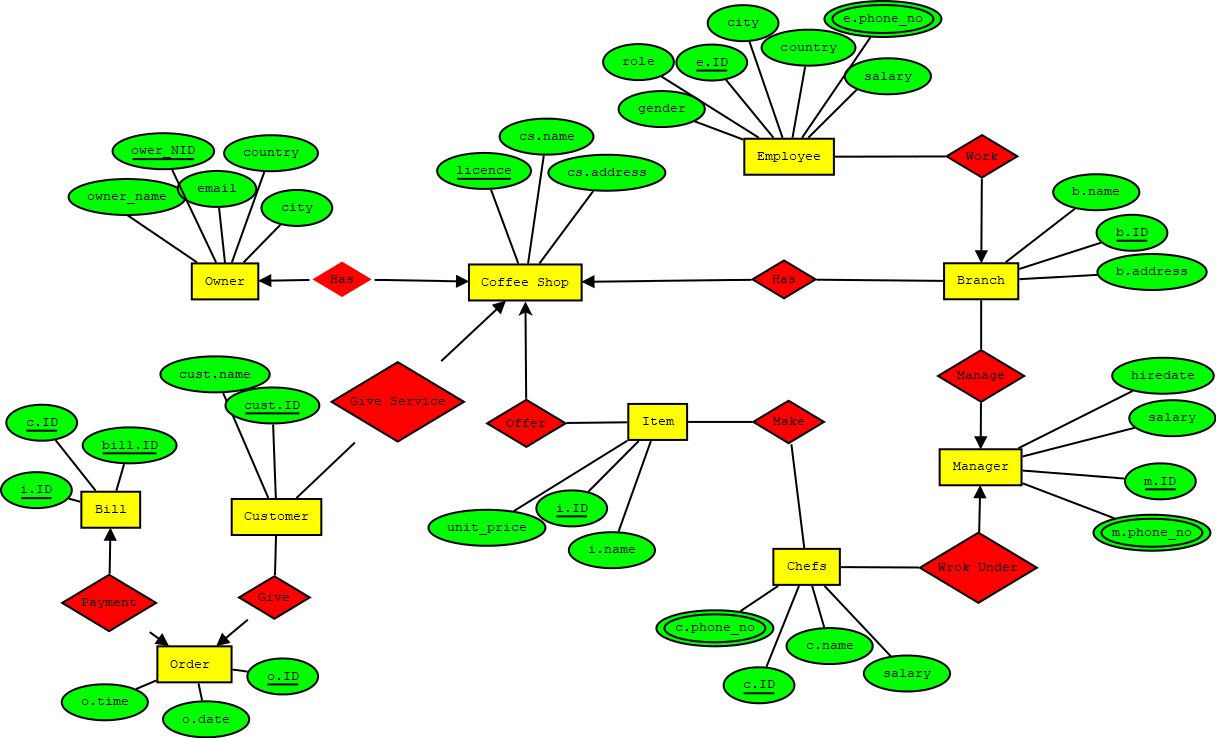 e.phone_no
city
country
role
e.ID
salary
gender
cs.name
Employee
Work
ower_NID
country
licence
cs.address
owner_name
email
city
b.name
b.ID
b.address
Owner
Has
Coffee Shop
Has
Branch
cust.name
cust.ID
Give Service
Manage
hiredate
salary
c.ID
bill.ID
i.ID
Offer
Item
Make
Manager
m.ID
m.phone_no
Bill
Customer
unit_price
i.ID
i.name
Chefs
Wrok Under
Payment
Give
c.phone_no
c.name
salary
c.ID
Order
o.ID
o.time
o.date